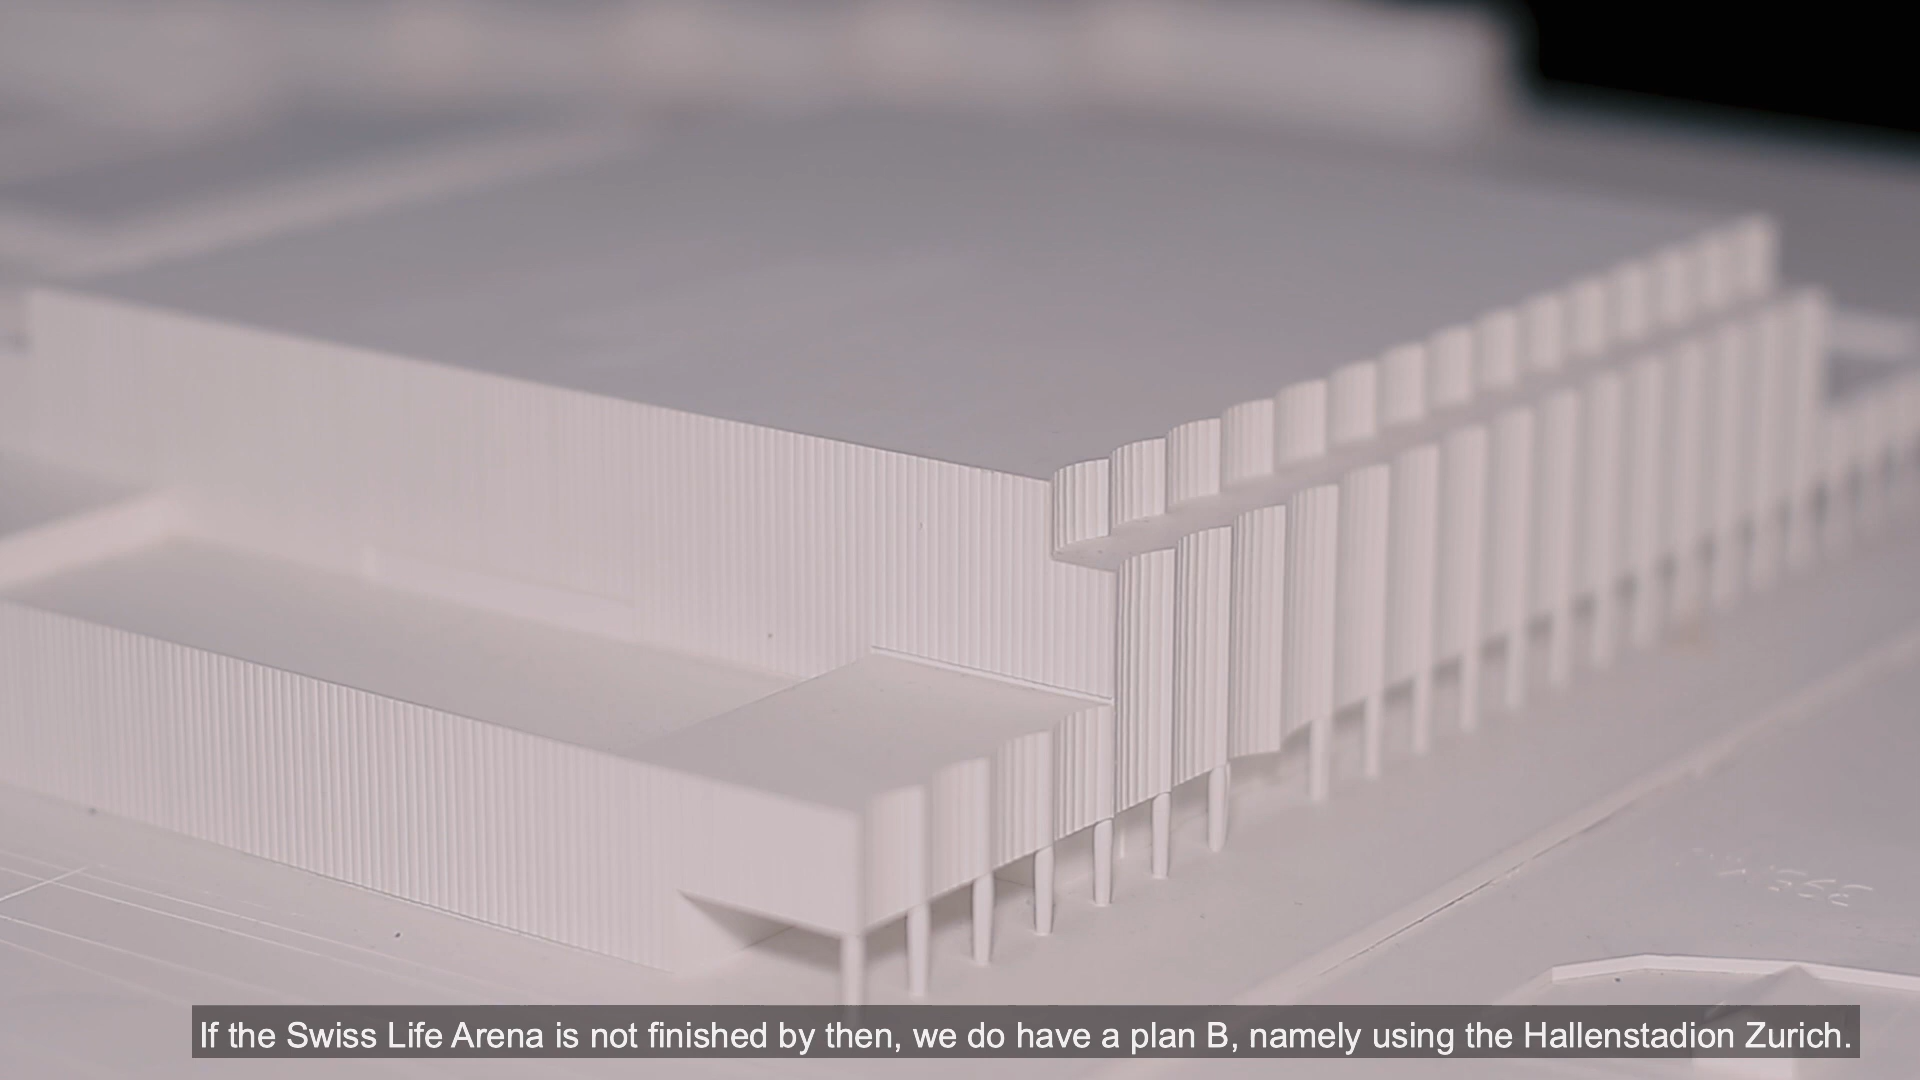 If the Swiss Life Arena is not finished by then, we do have a plan B, namely using the Hallenstadion Zurich.